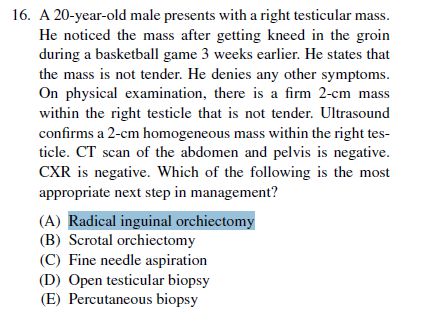 16. A 20-year-old male presents with a right testicular mass.
He noticed the mass after getting kneed in the groin
during a basketball game 3 weeks earlier. He states that
the mass is not tender. He denies any other symptoms.
On physical examination, there is a firm 2-cm mass
within the right testicle that is not tender. Ultrasound
confirms a 2-cm homogeneous mass within the right tes-
ticle. CT scan of the abdomen and pelvis is negative.
CXR is negative. Which of the following is the most
appropriate next step in management?
(A) Radical inguinal orchiectomy
(B) Scrotal orchiectomy
(C) Fine needle aspiration
(D) Open testicular biopsy
(E) Percutaneous biopsy